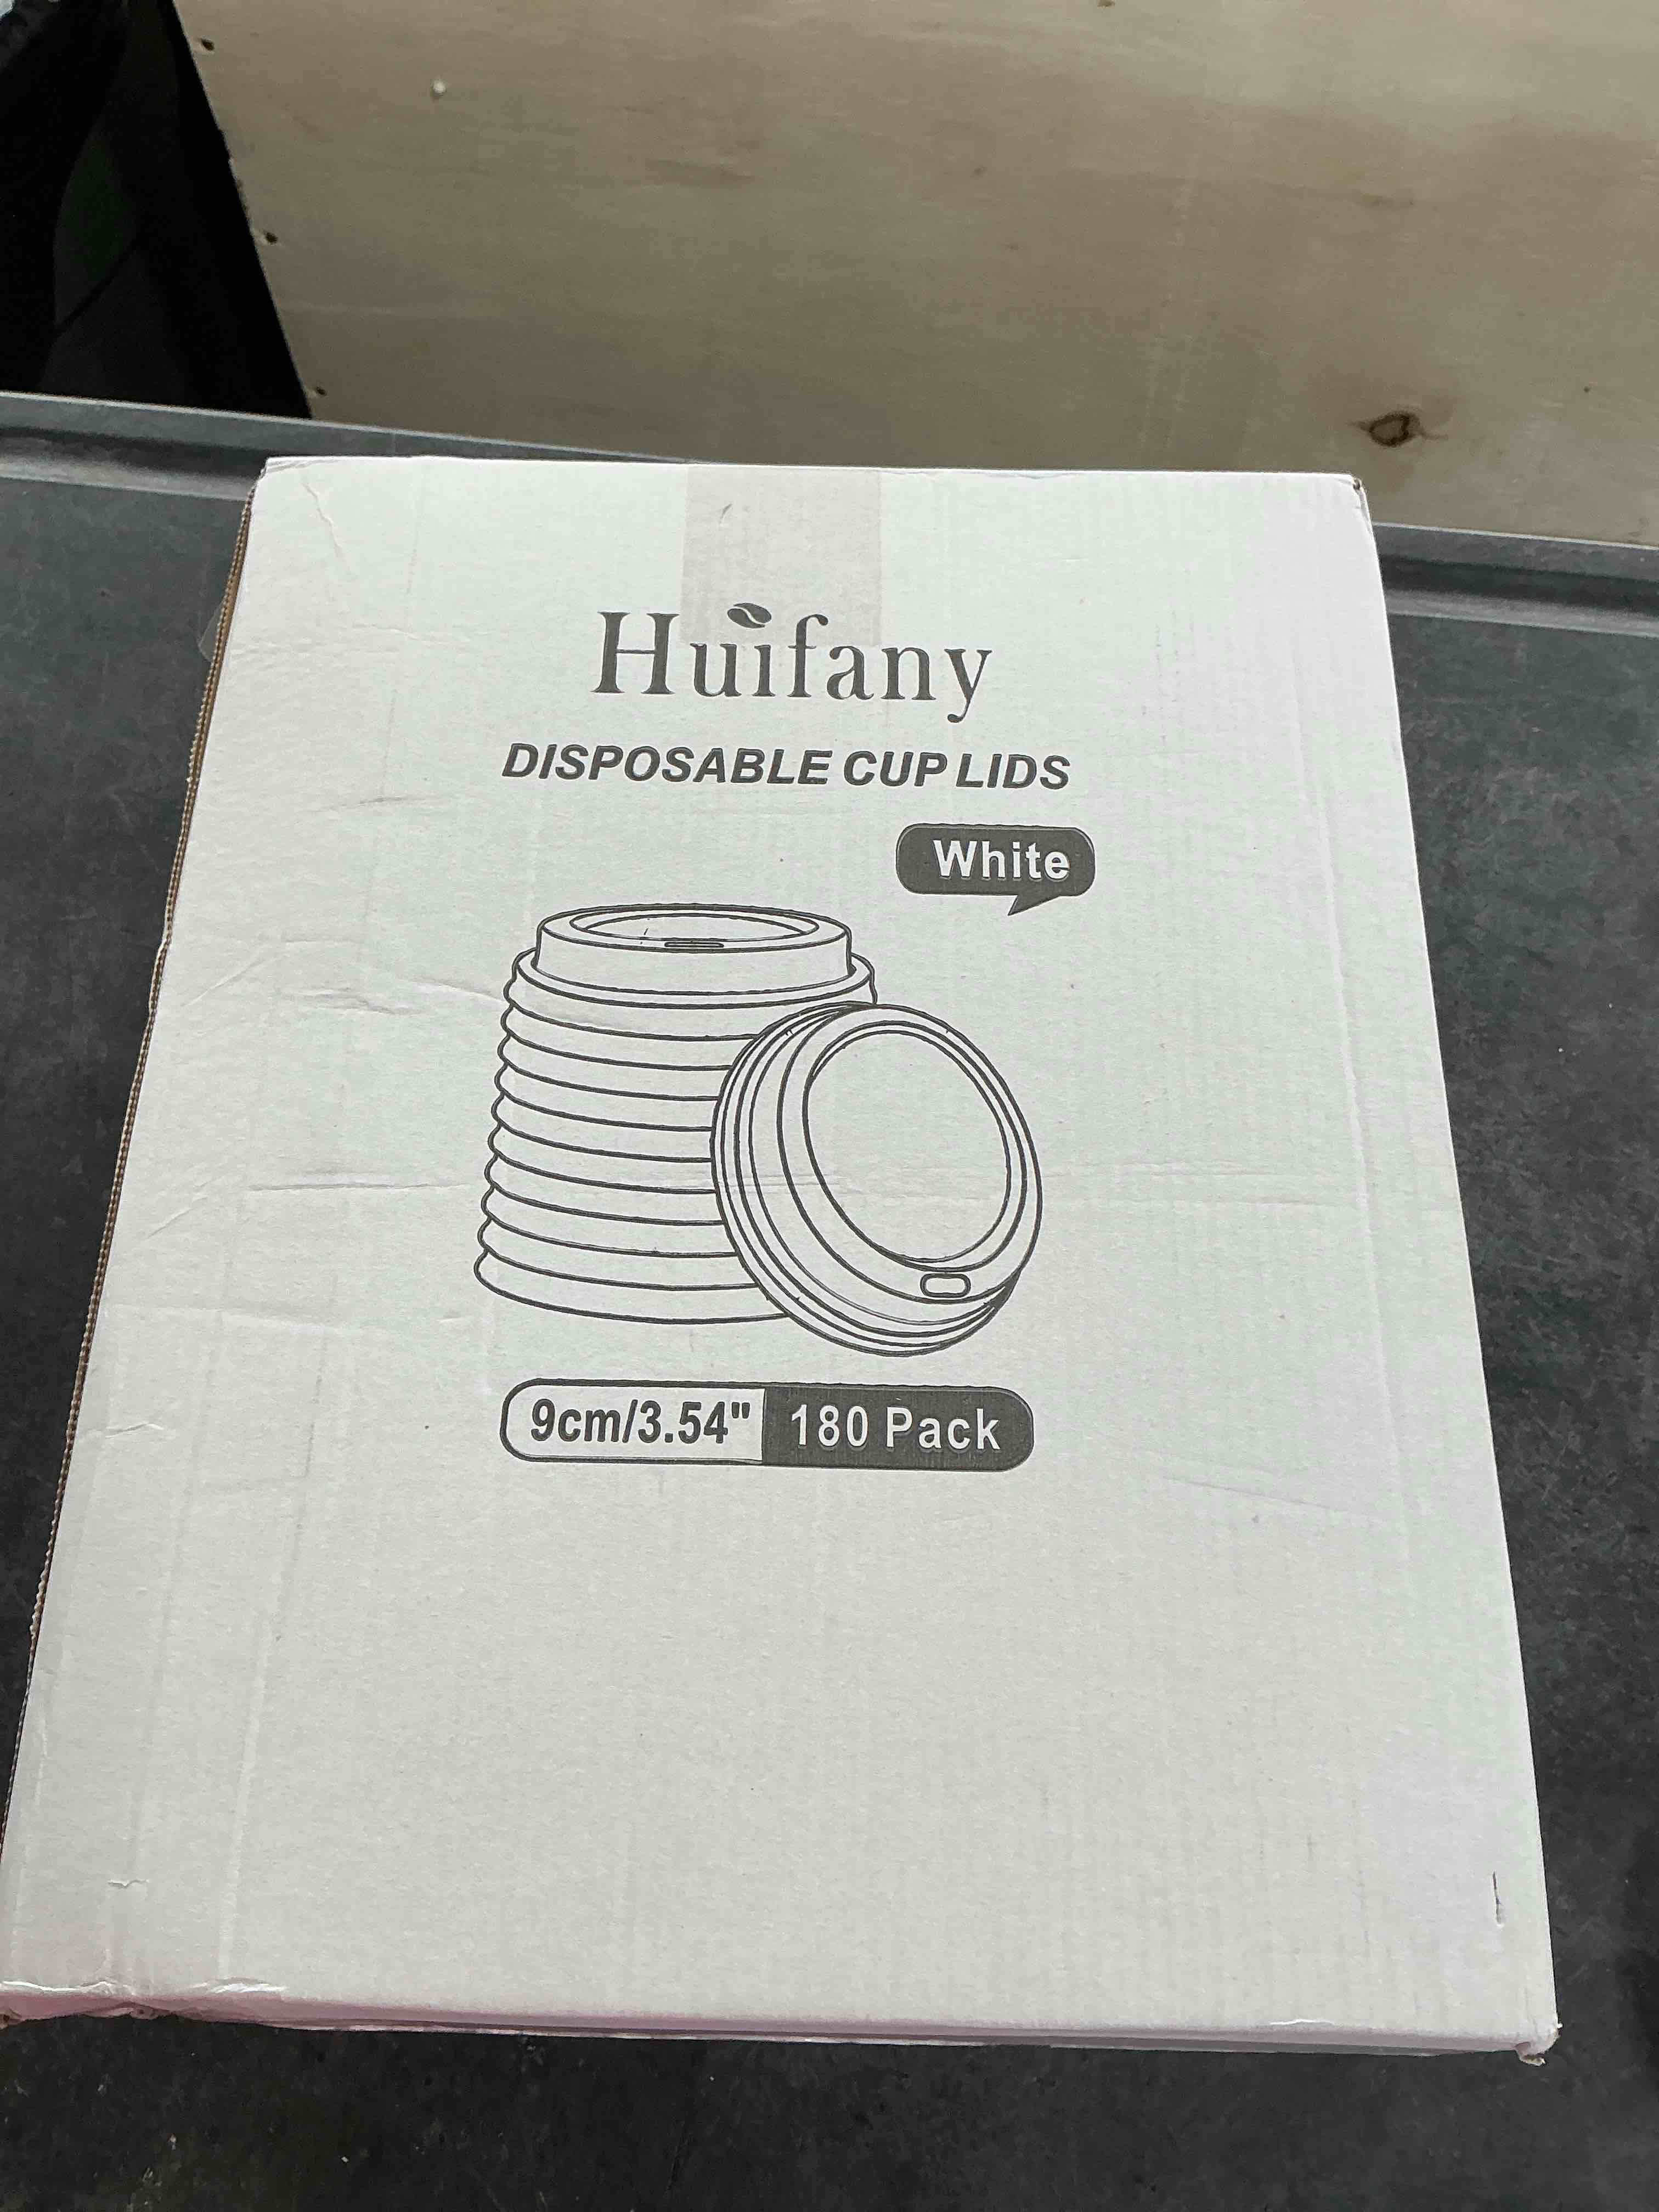 Huifany
DISPOSABLE CUP LIDS
White
9cm/3.54" 180 Pack